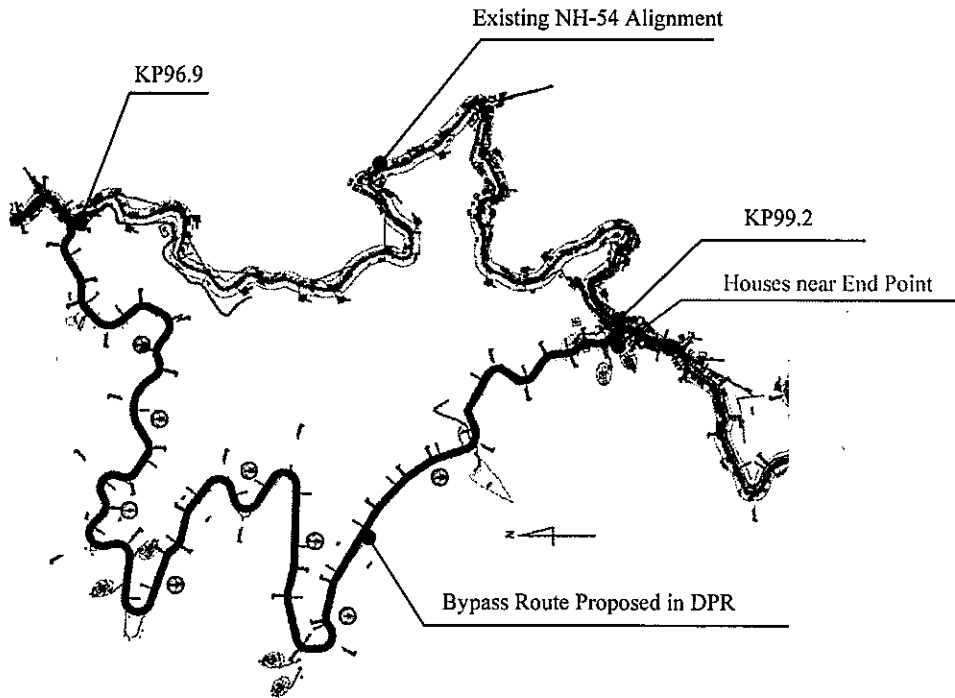 Existing NH-54 Alignment
KP96.9
KP99.2
Houses near End Point
N
Bypass Route Proposed in DPR